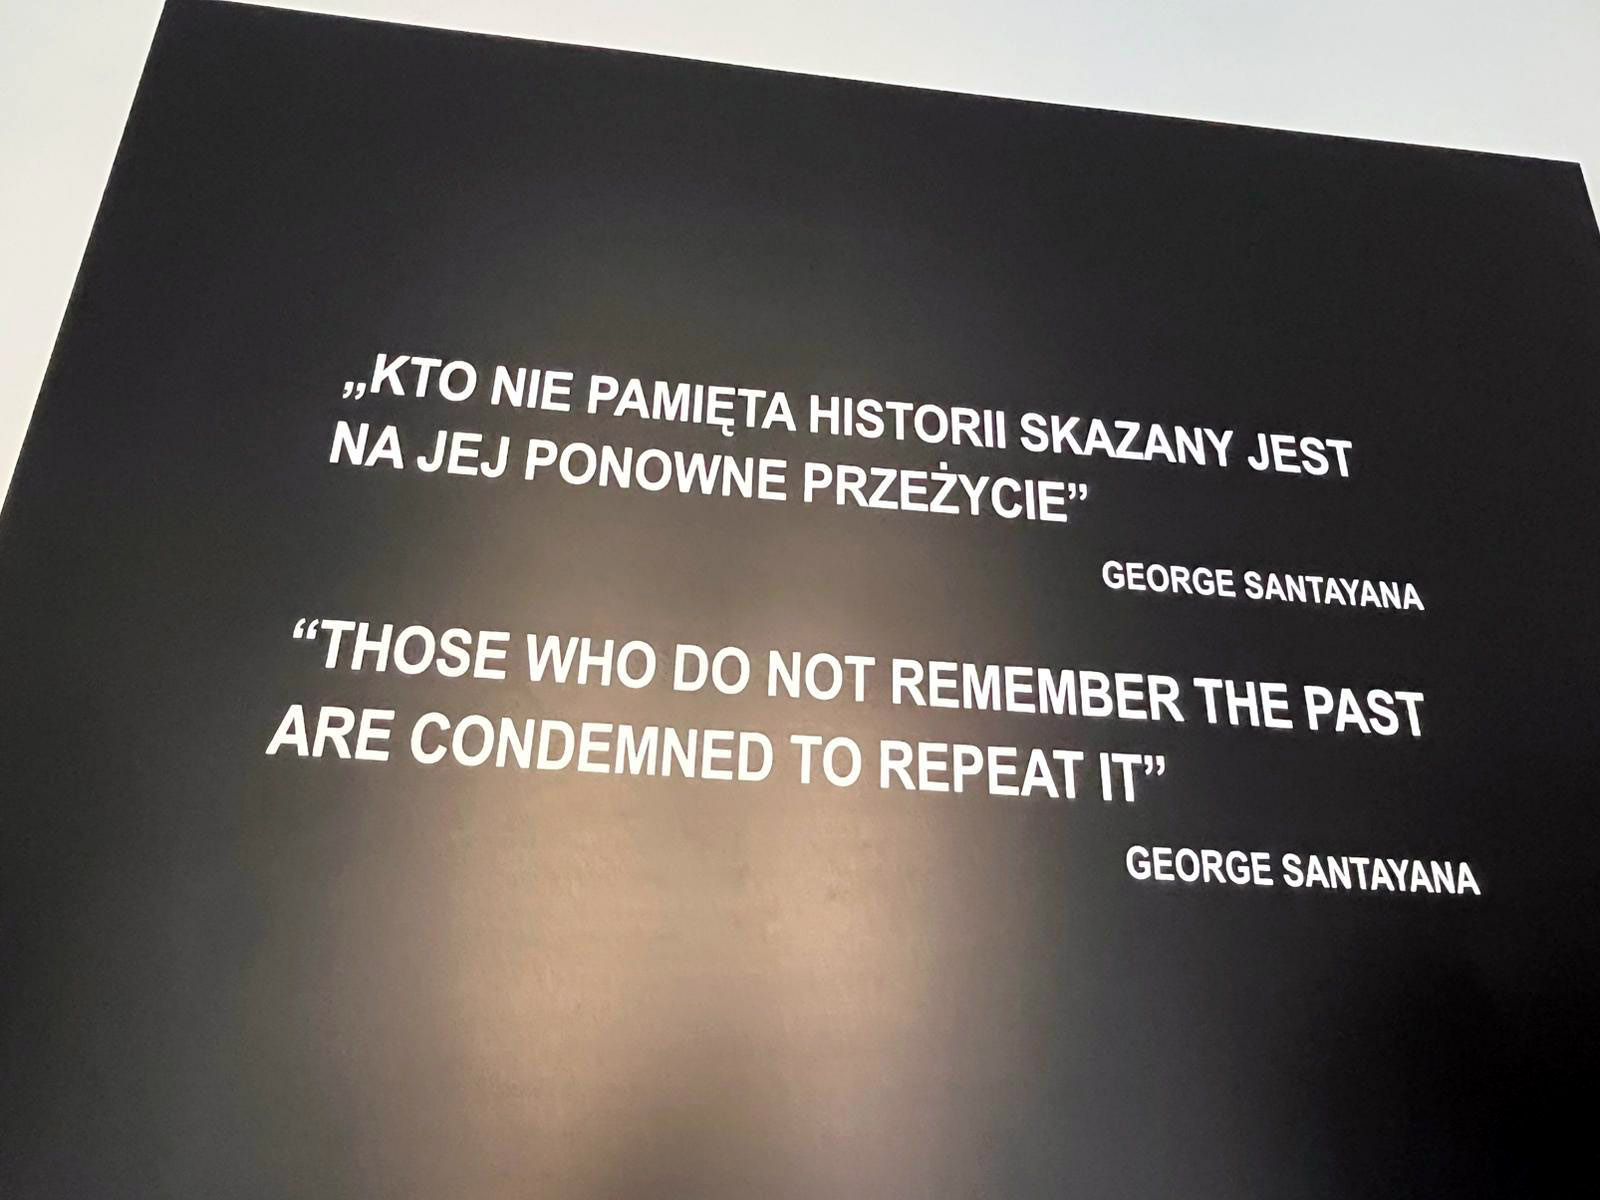 „KTO NIE PAMIĘTA HISTORII SKAZANY JEST
NA JEJ PONOWNE PRZEŻYCIE”
GEORGE SANTAYANA
“THOSE WHO DO NOT REMEMBER THE PAST
ARE CONDEMNED TO REPEAT IT”
GEORGE SANTAYANA